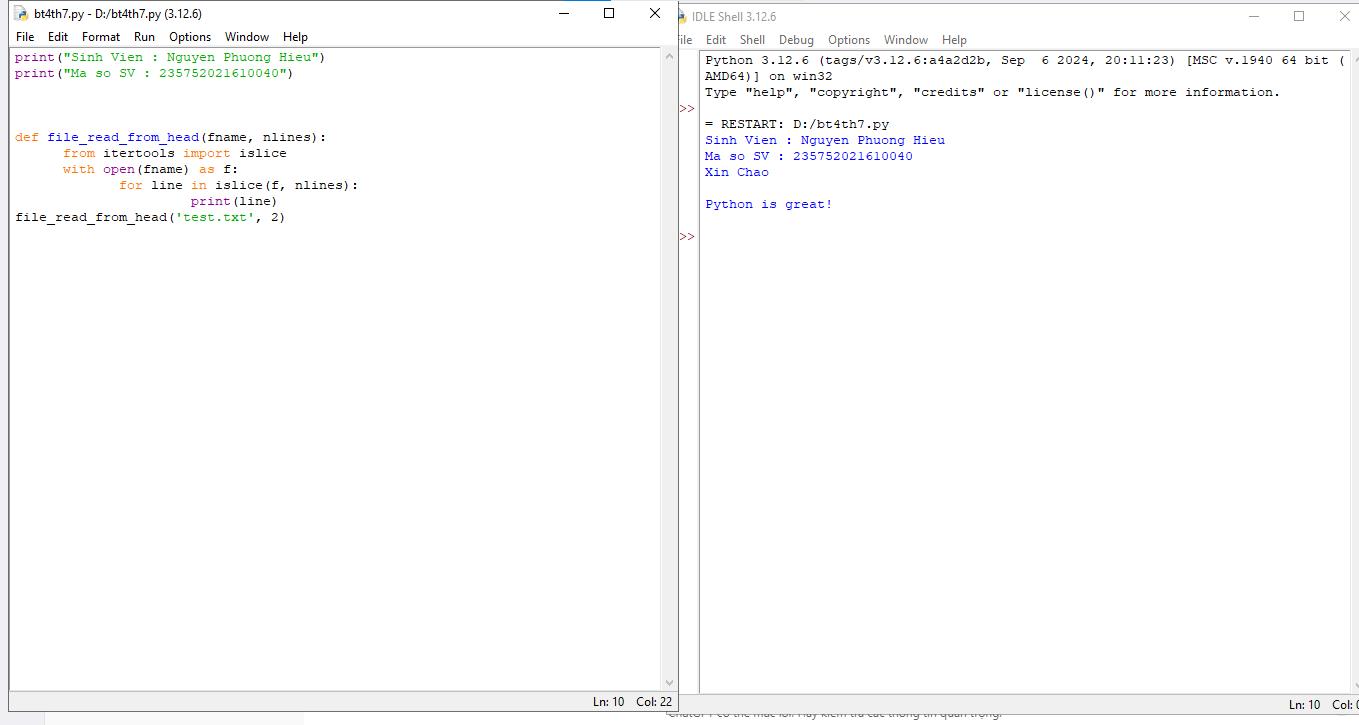 bt4th7.py - D:/bt4th7.py (3.12.6)
File Edit Format Run Options Window Help
print("Sinh Vien : Nguyen Phuong Hieu")
print("Ma so SV : 235752021610040")
def file_read_from_head(fname, nlines):
from itertools import islice
with open(fname) as f:
for line in islice(f, nlines):
print(line)
file_read_from_head('test.txt', 2)
Ln: 10 Col: 22
IDLE Shell 3.12.6
File Edit Shell Debug Options Window Help
Python 3.12.6 (tags/v3.12.6:a4a2d2b, Sep  6 2024, 20:11:23) [MSC v.1940 64 bit (
AMD64)] on win32
Type "help", "copyright", "credits" or "license()" for more information.
>>
= RESTART: D:/bt4th7.py
Sinh Vien : Nguyen Phuong Hieu
Ma so SV : 235752021610040
Xin Chao
Python is great!
>>
Ln: 10 Col: 0